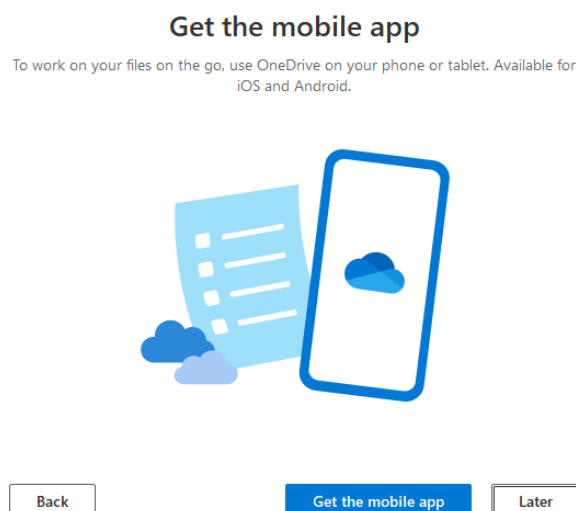 Get the mobile app
To work on your files on the go, use OneDrive on your phone or tablet. Available for
iOS and Android.
Back
Get the mobile app
Later